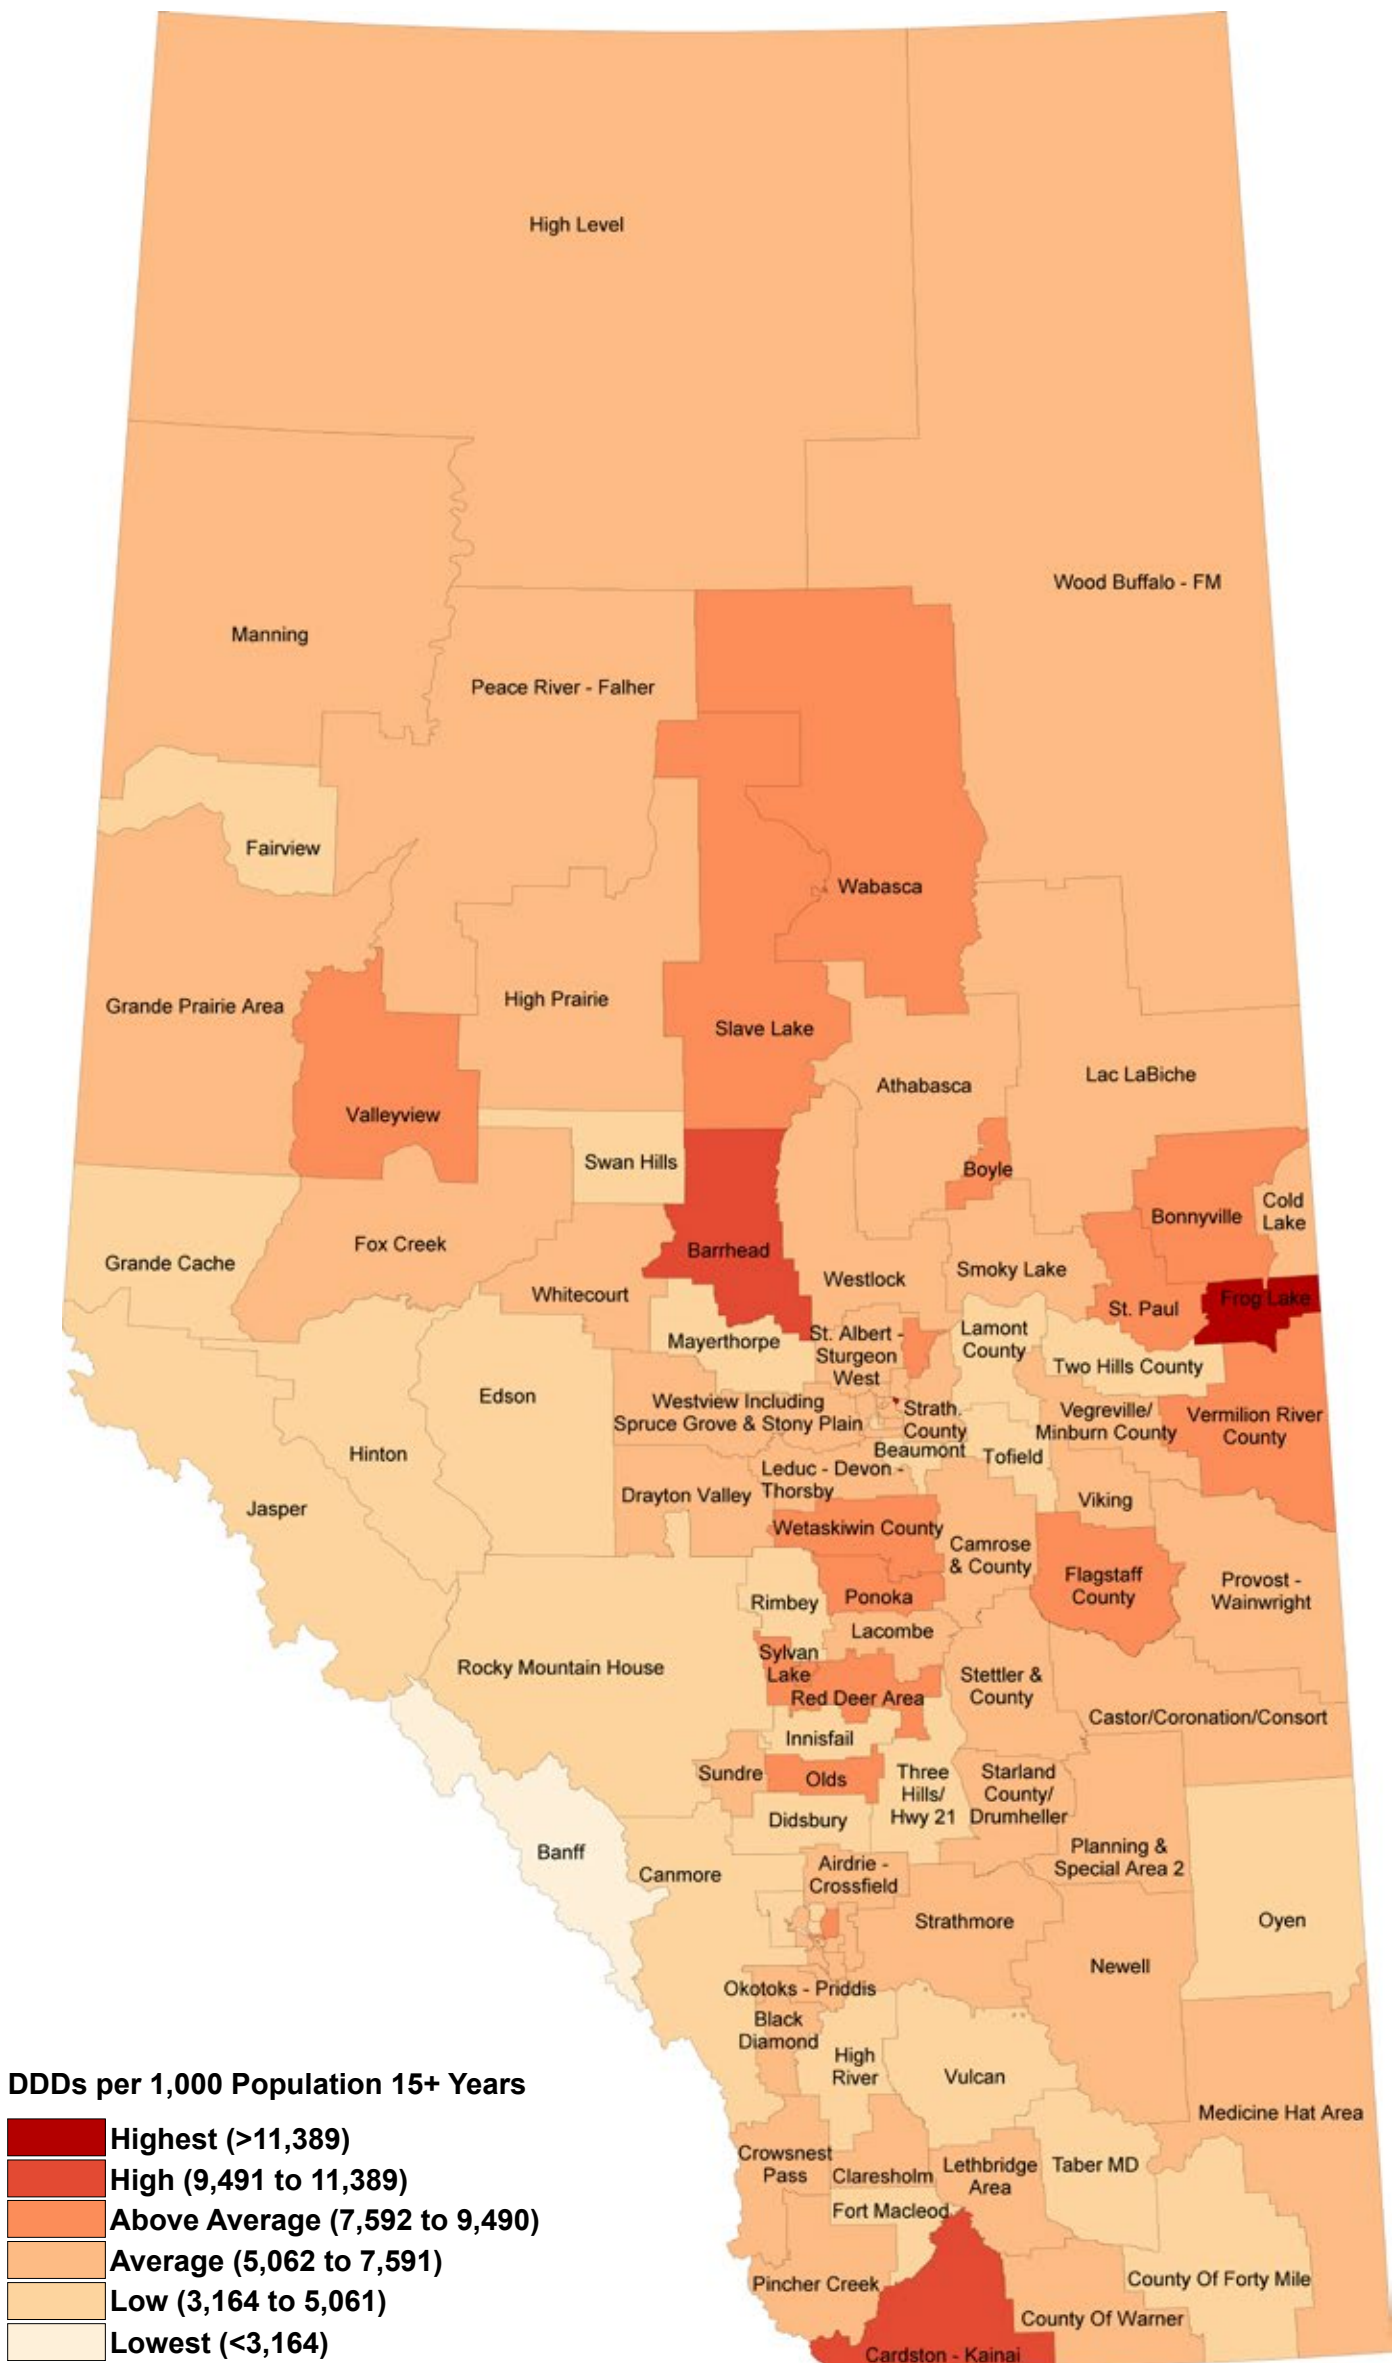 High Level
Wood Buffalo - FM
Manning
Peace River - Falher
Fairview
Wabasca
Grande Prairie Area
High Prairie
Slave Lake
Lac LaBiche
Athabasca
Valleyview
Swan Hills
Boyle
Cold
Lake
Bonnyville
Fox Creek
Barrhead
Grande Cache
Smoky Lake
Westlock
Whitecourt
Frog Lake
St. Paul
Mayerthorpe
St. Albert -
Sturgeon
West
Lamont
County
Two Hills County
Edson
Westview Including
Spruce Grove & Stony Plain
Strath.
County
Vegreville/
Minburn County
Vermilion River
County
Beaumont
Hinton
Tofield
Leduc - Devon -
Thorsby
Drayton Valley
Viking
Jasper
Wetaskiwin County
Camrose
& County
Flagstaff
County
Provost -
Wainwright
Rimbey
Ponoka
Lacombe
Sylvan
Lake
Rocky Mountain House
Stettler &
County
Red Deer Area
Castor/Coronation/Consort
Innisfail
Sundre
Olds
Three
Hills/
Hwy 21
Starland
County/
Drumheller
Didsbury
Planning &
Special Area 2
Banff
Canmore
Airdrie -
Crossfield
Strathmore
Oyen
Newell
Okotoks - Priddis
Black
Diamond
High
River
Vulcan
Medicine Hat Area
Crowsnest
Pass
Claresholm
Lethbridge
Area
Taber MD
Fort Macleod
Pincher Creek
County Of Forty Mile
County Of Warner
Cardston - Kainai
DDDs per 1,000 Population 15+ Years
Highest (>11,389)
High (9,491 to 11,389)
Above Average (7,592 to 9,490)
Average (5,062 to 7,591)
Low (3,164 to 5,061)
Lowest (<3,164)